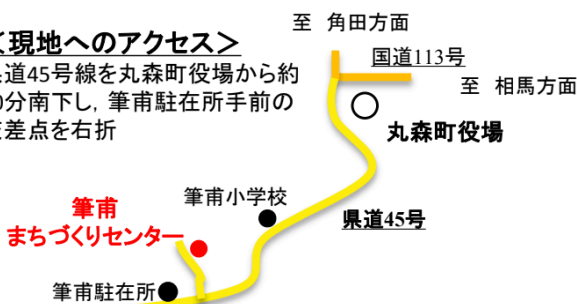 <現地へのアクセス>
道45号線を丸森町役場から約
分南下し，筆甫駐在所手前の
差点を右折
至 角田方面
国道113号
至 相馬方面
丸森町役場
筆甫小学校
県道45号
筆甫
まちづくりセンター
筆甫駐在所